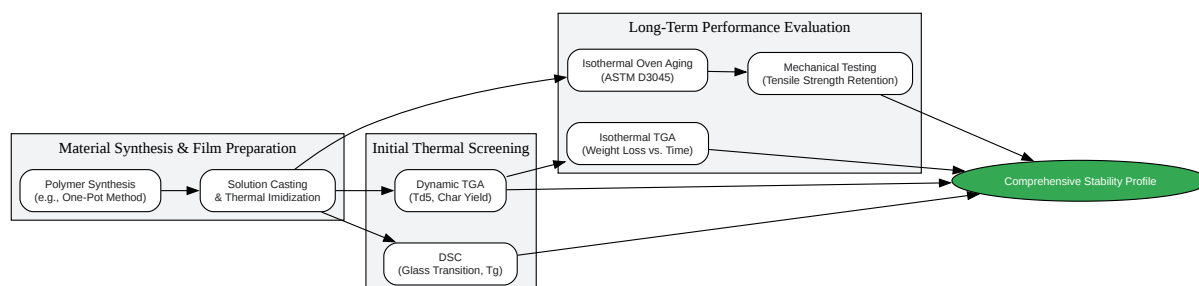 Long-Term Performance Evaluation
Isothermal Oven Aging
(ASTM D3045)
Mechanical Testing
(Tensile Strength Retention)
Isothermal TGA
(Weight Loss vs. Time)
Material Synthesis & Film Preparation
Polymer Synthesis
(e.g., One-Pot Method)
Solution Casting
& Thermal Imidization
Initial Thermal Screening
Dynamic TGA
(Td5, Char Yield)
DSC
(Glass Transition, Tg)
Comprehensive Stability Profile